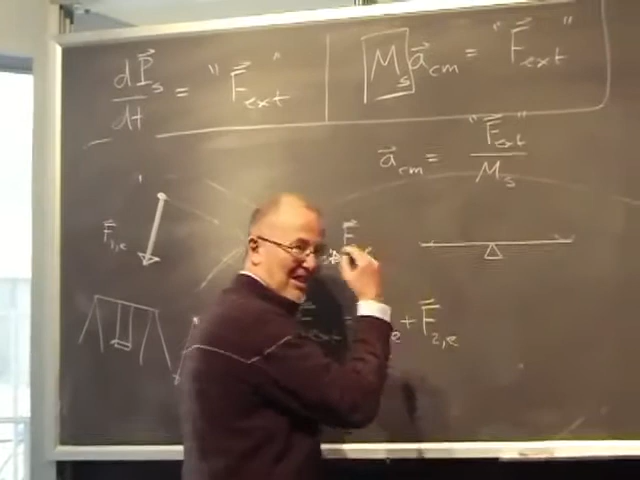 dP⃗ₛ/dt = "F⃗ₑₓₜ"
Mₛ a⃗cm = "F⃗ext"
a⃗cm = "F⃗ext"/Mₛ
F⃗₁,ₑ
F⃗
+ F⃗₂,ₑ